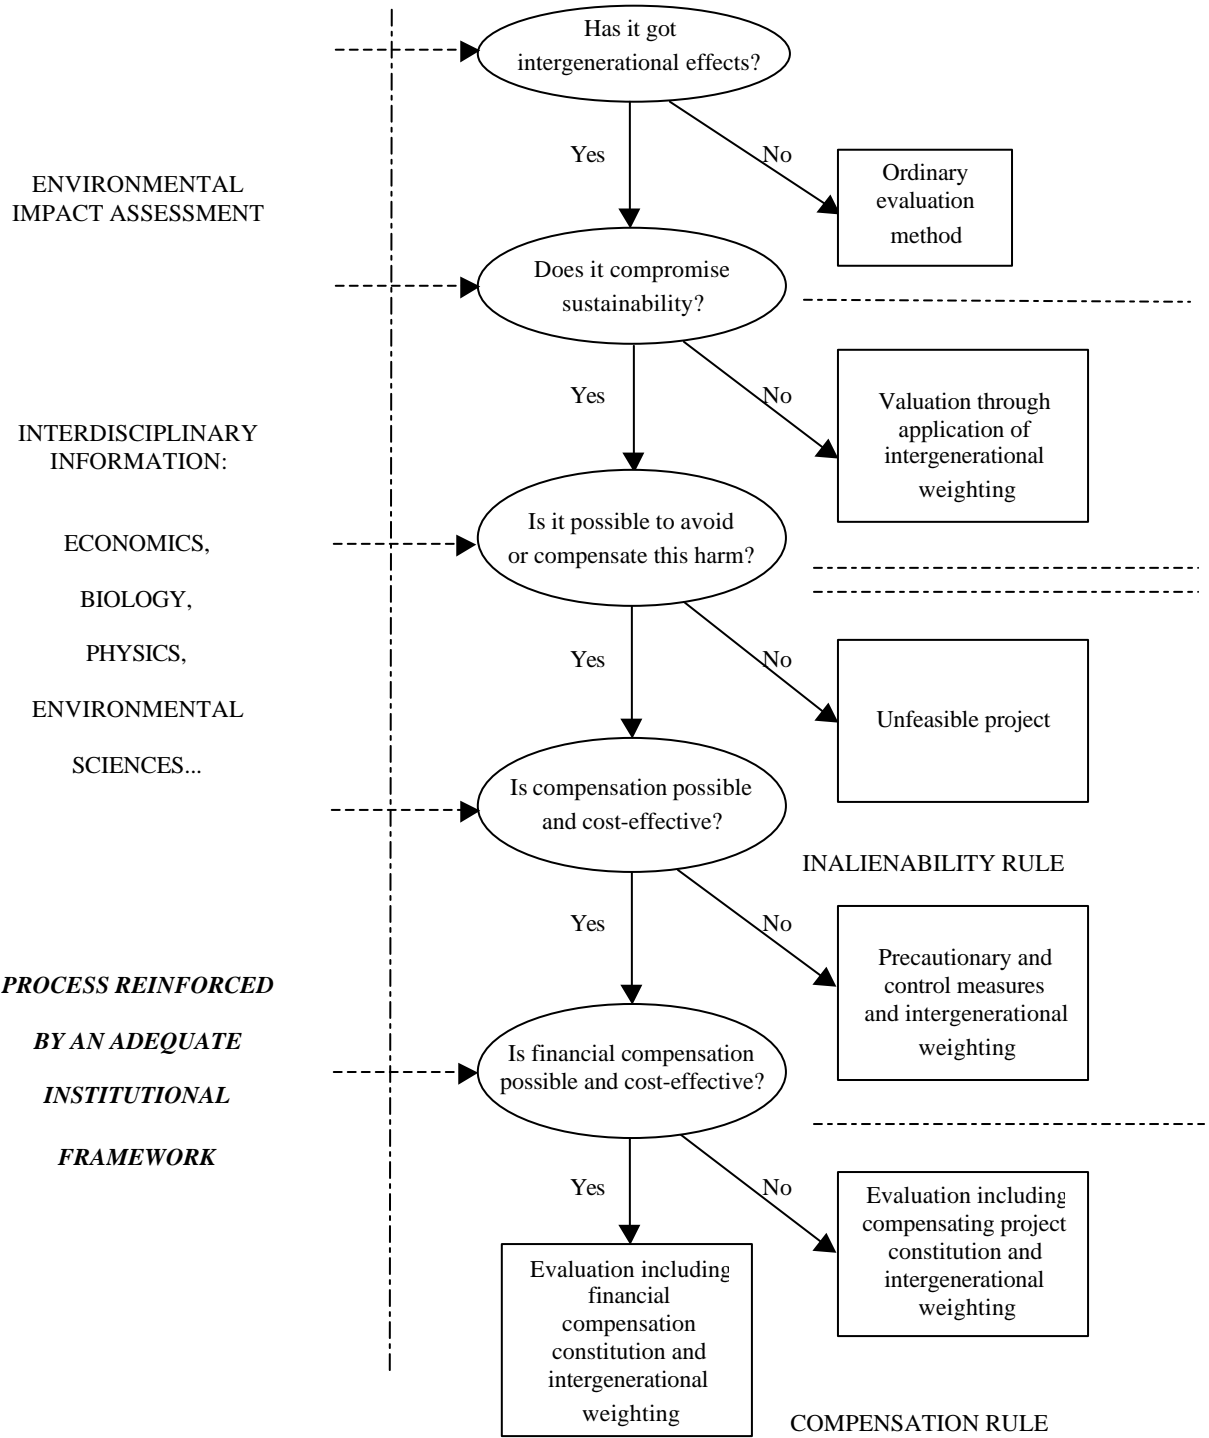 Has it got
intergenerational effects?
Yes
No
Ordinary
evaluation
method
ENVIRONMENTAL
IMPACT ASSESSMENT
Does it compromise
sustainability?
Yes
No
Valuation through
application of
intergenerational
weighting
INTERDISCIPLINARY
INFORMATION:
ECONOMICS,
BIOLOGY,
PHYSICS,
ENVIRONMENTAL
SCIENCES...
Is it possible to avoid
or compensate this harm?
Yes
No
Unfeasible project
Is compensation possible
and cost-effective?
INALIENABILITY RULE
Yes
No
Precautionary and
control measures
and intergenerational
weighting
PROCESS REINFORCED
BY AN ADEQUATE
INSTITUTIONAL
FRAMEWORK
Is financial compensation
possible and cost-effective?
Yes
No
Evaluation including
compensating project
constitution and
intergenerational
weighting
Evaluation including
financial
compensation
constitution and
intergenerational
weighting
COMPENSATION RULE